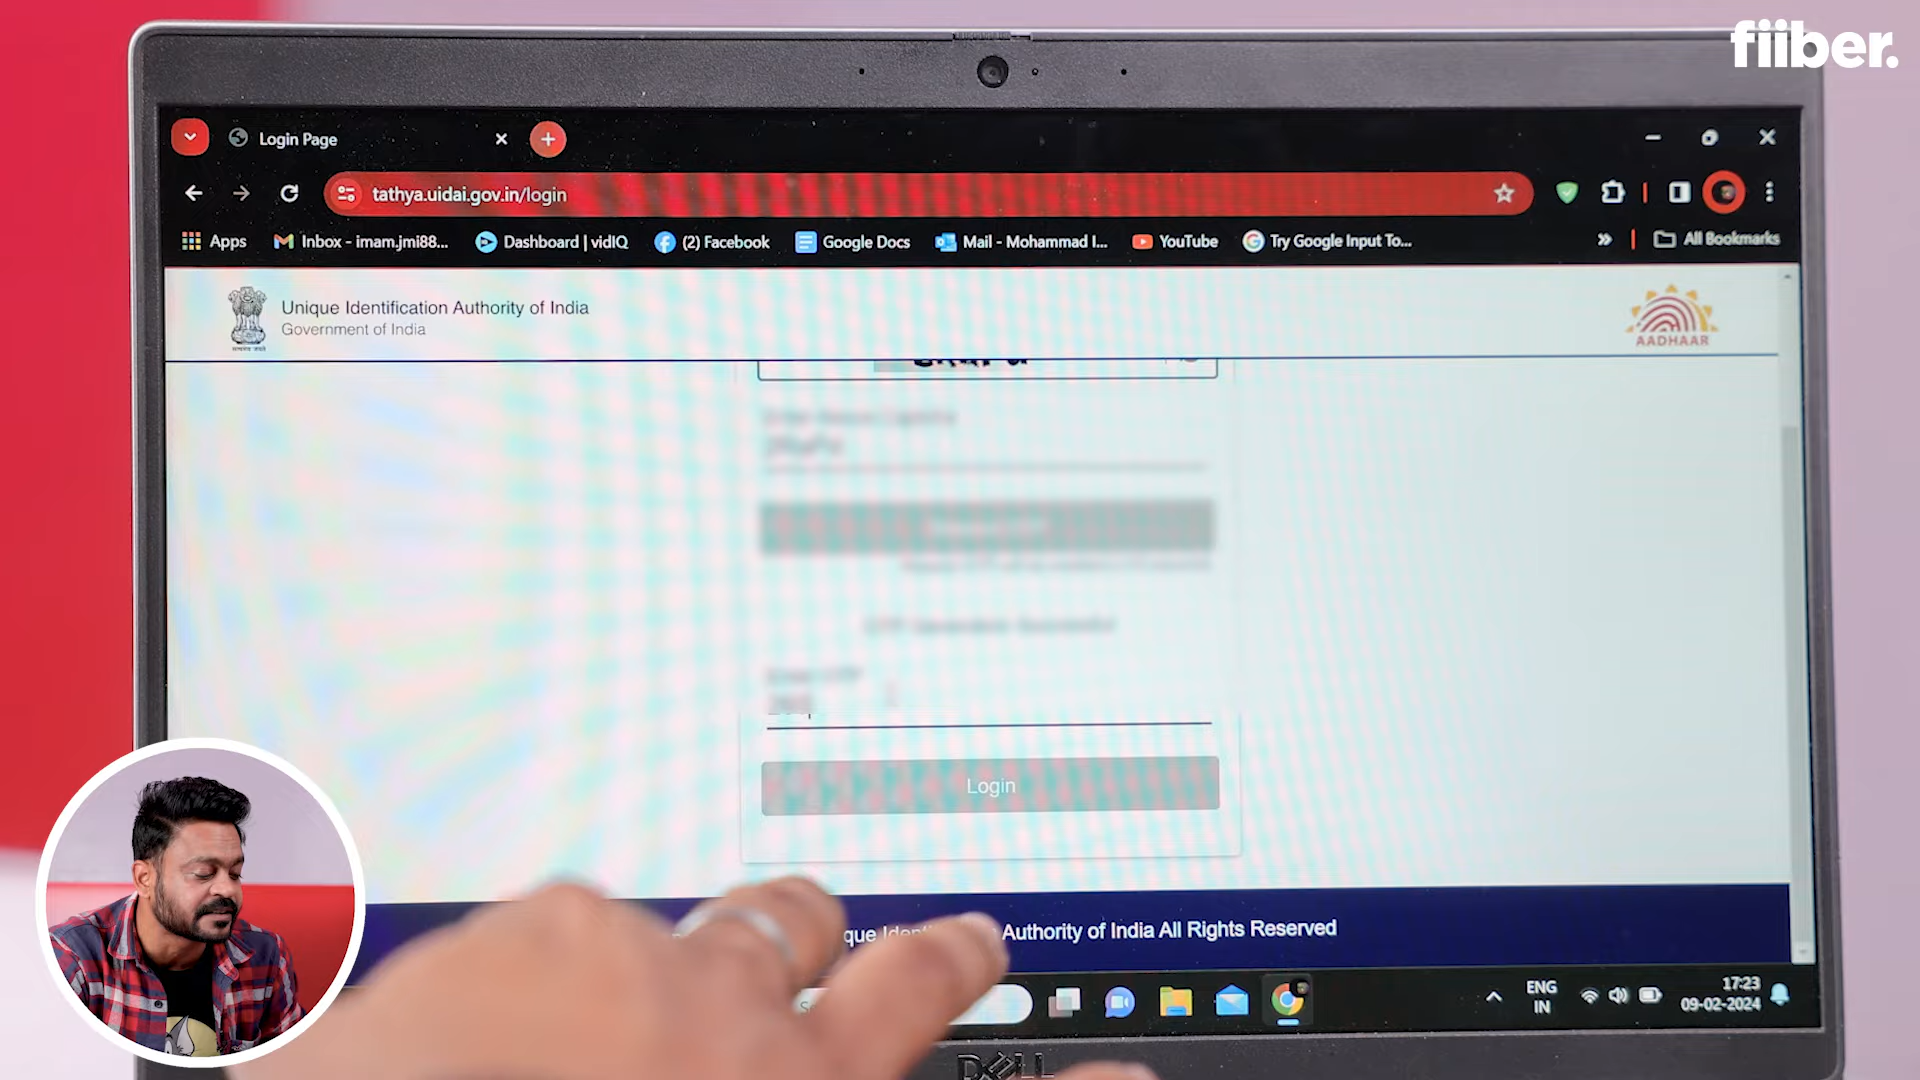 fiiber.
Login Page
tathya.uidai.gov.in/login
Apps
Inbox - imam.jmi88...
Dashboard | vidIQ
(2) Facebook
Google Docs
Mail - Mohammad I...
YouTube
Try Google Input To...
All Bookmarks
Unique Identification Authority of India
Government of India
AADHAAR
Login
Authority of India All Rights Reserved
ENG
IN
17:23
09-02-2024
DELL